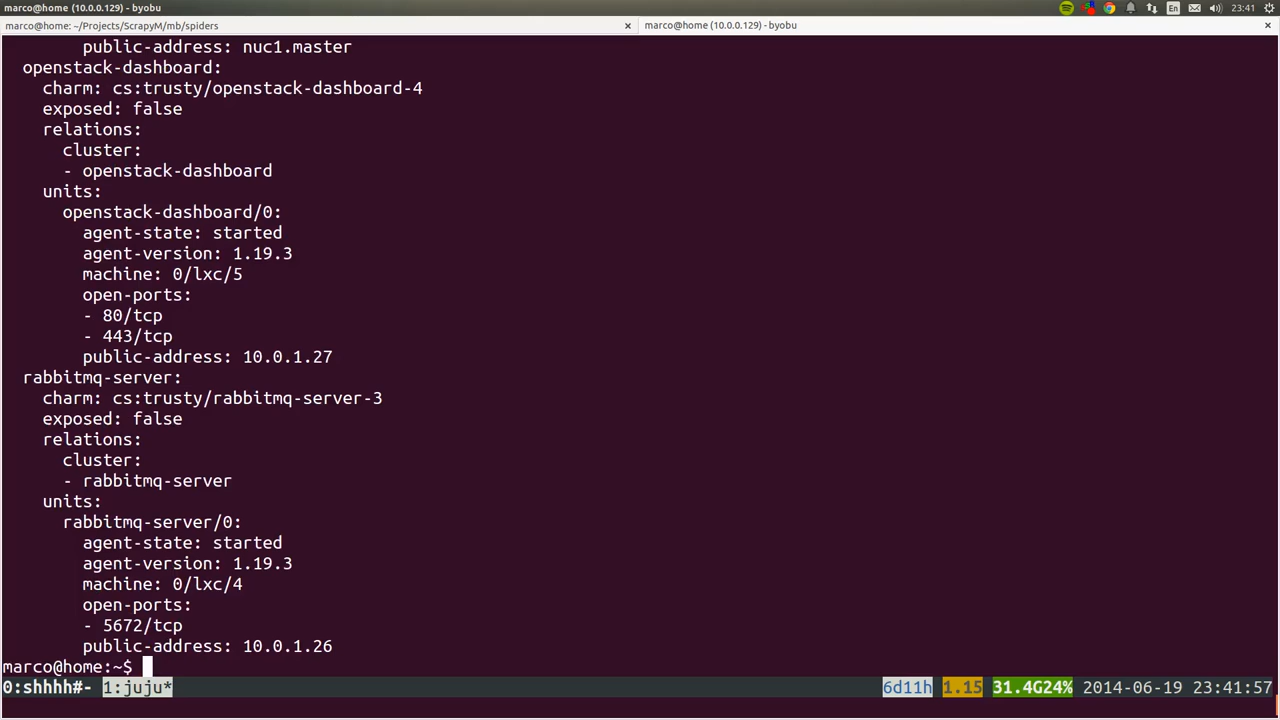 marco@home (10.0.0.129) - byobu
En
23:41
marco@home: ~/Projects/ScrapyM/mb/spiders
marco@home (10.0.0.129) - byobu
public-address: nuc1.master
openstack-dashboard:
charm: cs:trusty/openstack-dashboard-4
exposed: false
relations:
cluster:
- openstack-dashboard
units:
openstack-dashboard/0:
agent-state: started
agent-version: 1.19.3
machine: 0/lxc/5
open-ports:
- 80/tcp
- 443/tcp
public-address: 10.0.1.27
rabbitmq-server:
charm: cs:trusty/rabbitmq-server-3
exposed: false
relations:
cluster:
- rabbitmq-server
units:
rabbitmq-server/0:
agent-state: started
agent-version: 1.19.3
machine: 0/lxc/4
open-ports:
- 5672/tcp
public-address: 10.0.1.26
marco@home:~$
0:shhhh#- 1:juju* 6d11h 1.15 31.4G24% 2014-06-19 23:41:57